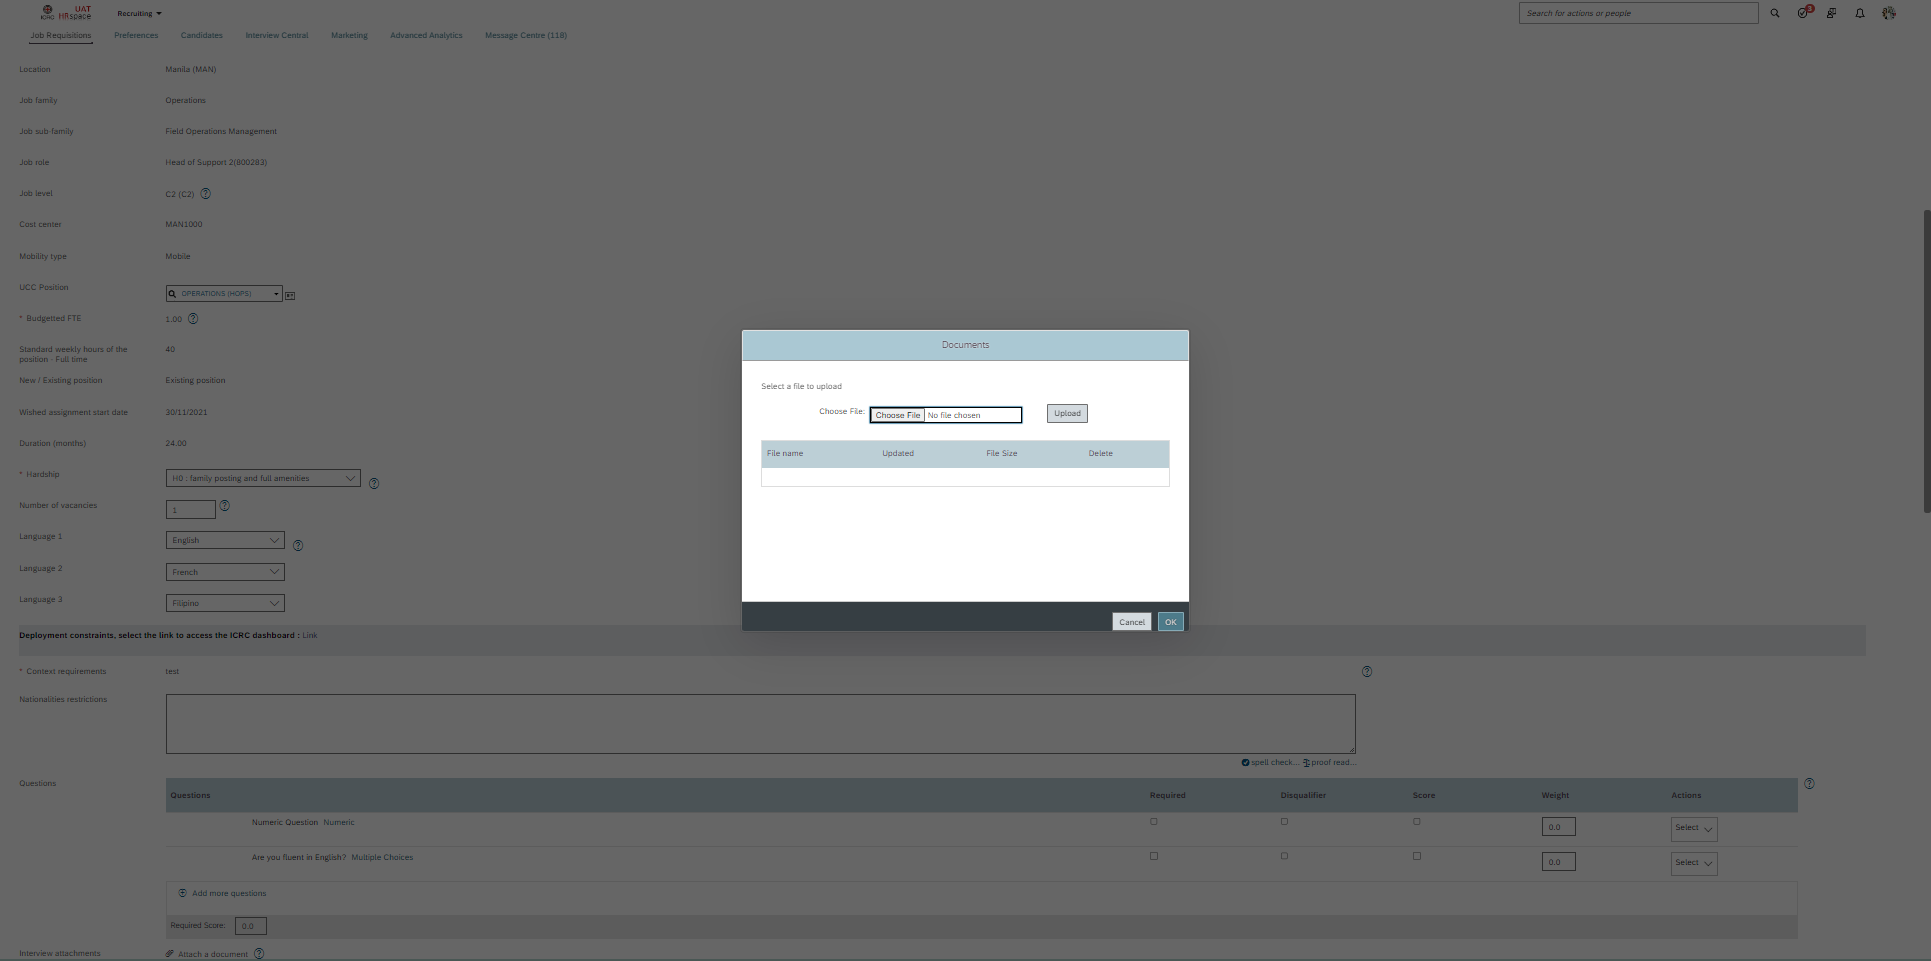 ICRC UAT HRspace Recruiting
Search for actions or people
3
Job Requisitions Preferences Candidates Interview Central Marketing Advanced Analytics Message Centre (118)
Location Manila (MAN)
Job family Operations
Job sub-family Field Operations Management
Job role Head of Support 2(800283)
Job level C2 (C2)
Cost center MAN1000
Mobility type Mobile
UCC Position OPERATIONS (HOPS)
* Budgetted FTE 1.00
Standard weekly hours of the position - Full time 40
New / Existing position Existing position
Wished assignment start date 30/11/2021
Duration (months) 24.00
* Hardship H0 : family posting and full amenities
Number of vacancies 1
Language 1 English
Language 2 French
Language 3 Filipino
Deployment constraints, select the link to access the ICRC dashboard : Link
* Context requirements test
Nationalities restrictions
spell check... proof read...
Questions
Questions Required Disqualifier Score Weight Actions
Numeric Question Numeric 0.0 Select
Are you fluent in English? Multiple Choices 0.0 Select
Add more questions
Required Score: 0.0
Interview attachments Attach a document
Documents
Select a file to upload
Choose File: Choose File No file chosen Upload
File name Updated File Size Delete
Cancel OK